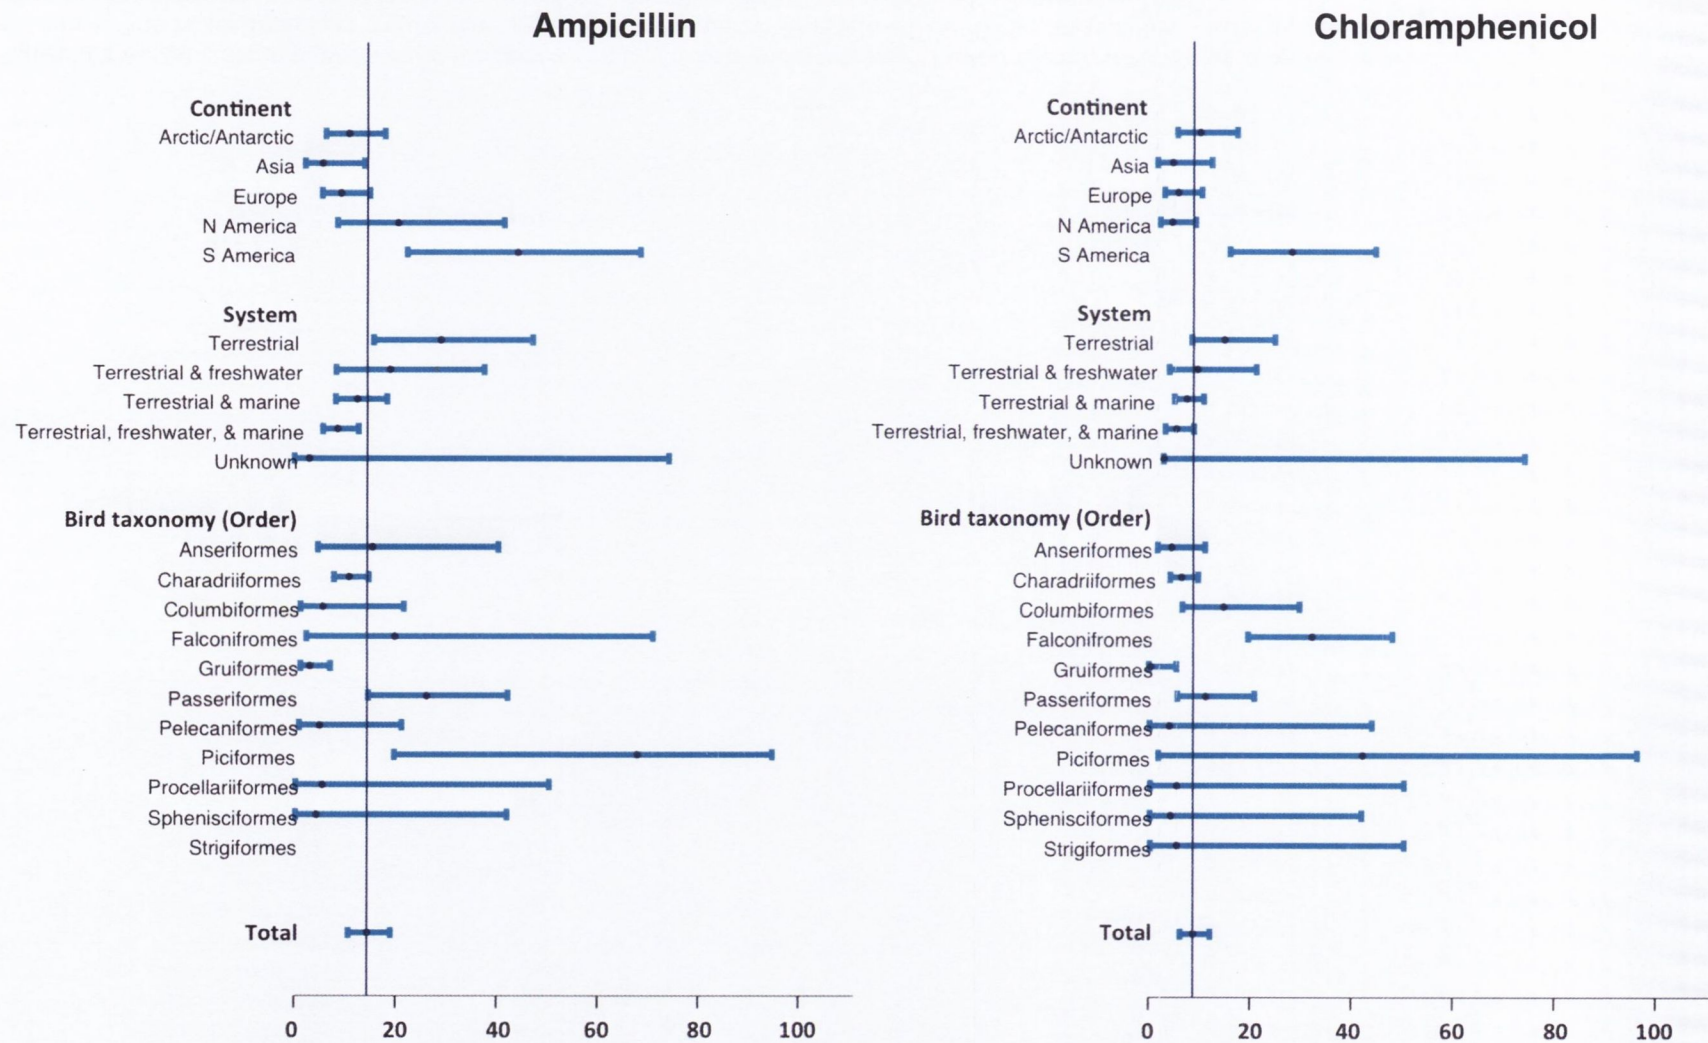 Ampicillin
Continent
Arctic/Antarctic
Asia
Europe
N America
S America
System
Terrestrial
Terrestrial & freshwater
Terrestrial & marine
Terrestrial, freshwater, & marine
Unknown
Bird taxonomy (Order)
Anseriformes
Charadriiformes
Columbiformes
Falconifromes
Gruiformes
Passeriformes
Pelecaniformes
Piciformes
Procellariiformes
Sphenisciformes
Strigiformes
Total
0 20 40 60 80 100
Chloramphenicol
Continent
Arctic/Antarctic
Asia
Europe
N America
S America
System
Terrestrial
Terrestrial & freshwater
Terrestrial & marine
Terrestrial, freshwater, & marine
Unknown
Bird taxonomy (Order)
Anseriformes
Charadriiformes
Columbiformes
Falconifromes
Gruiformes
Passeriformes
Pelecaniformes
Piciformes
Procellariiformes
Sphenisciformes
Strigiformes
Total
0 20 40 60 80 100